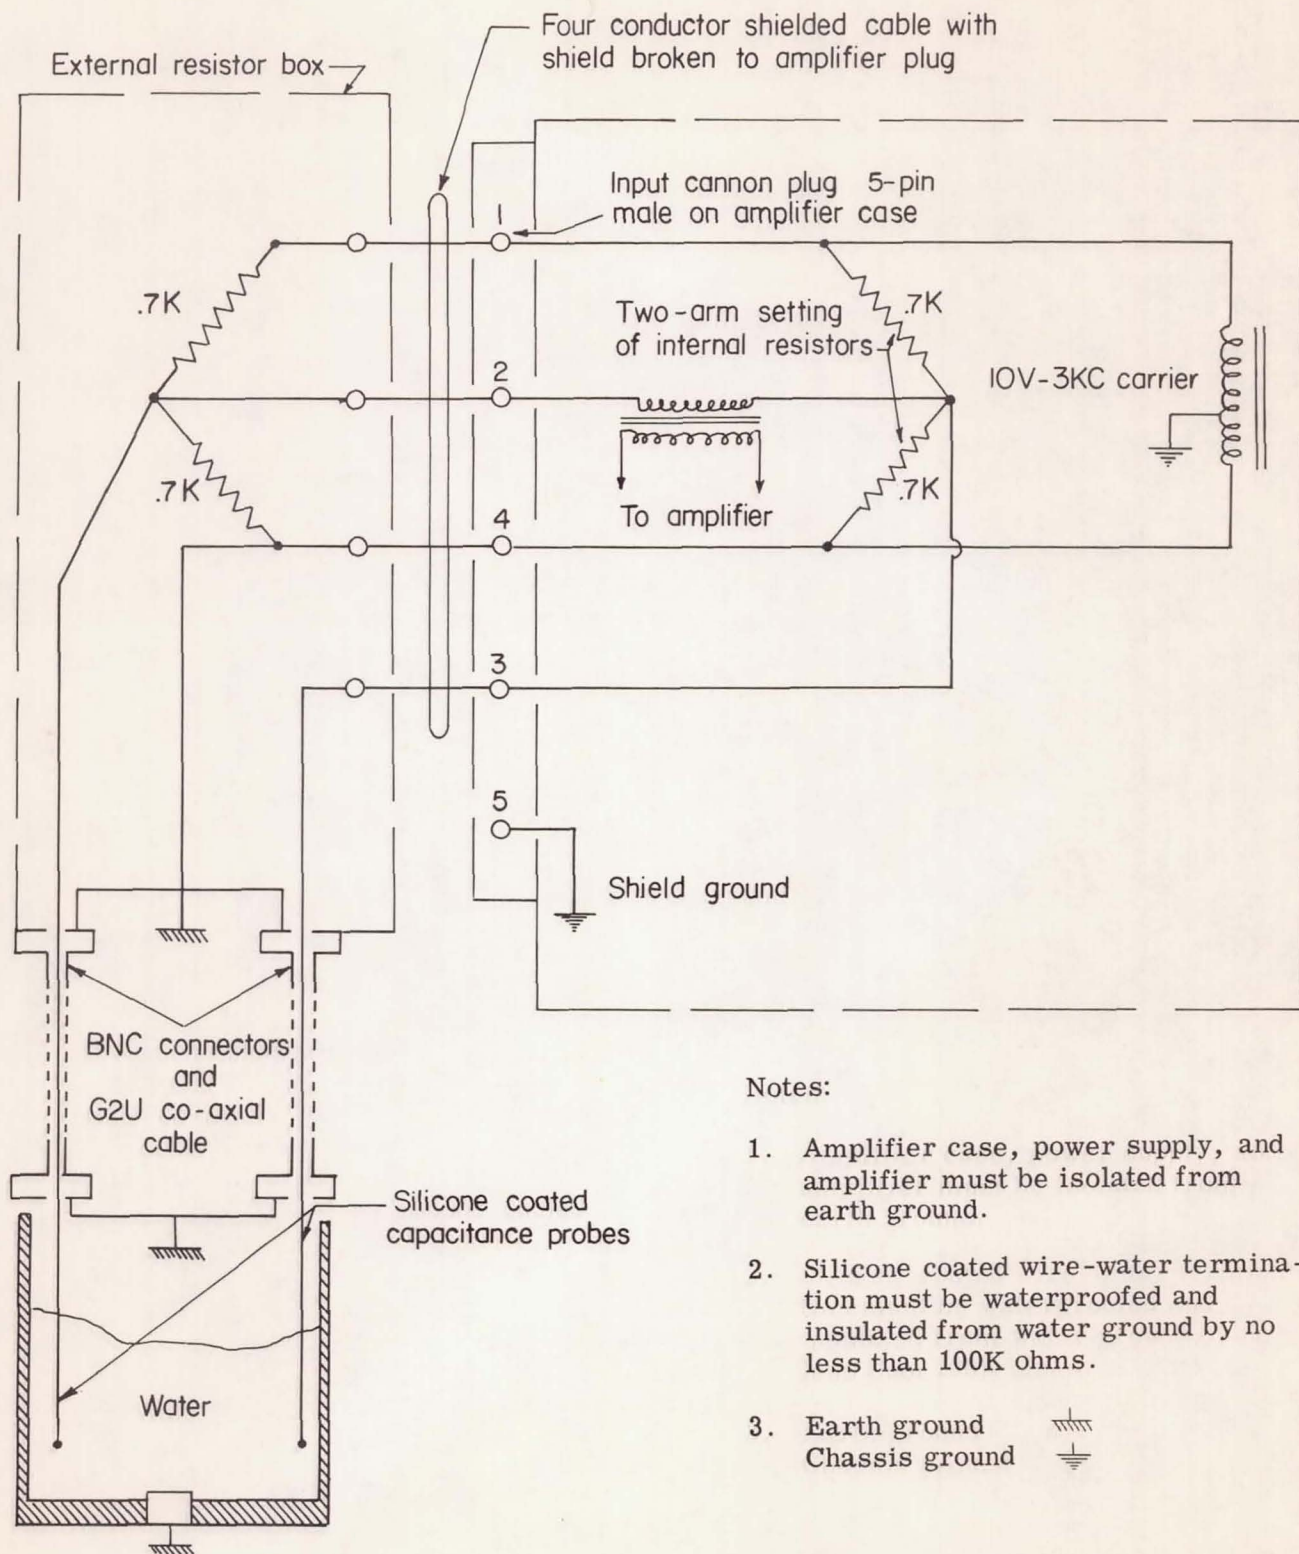 Four conductor shielded cable with
shield broken to amplifier plug
External resistor box
Input cannon plug 5-pin
male on amplifier case
1
.7K
Two-arm setting
of internal resistors
.7K
2
10V-3KC carrier
.7K
.7K
To amplifier
4
3
5
Shield ground
BNC connectors
and
G2U co-axial
cable
Silicone coated
capacitance probes
Water
Notes:
1. Amplifier case, power supply, and
amplifier must be isolated from
earth ground.
2. Silicone coated wire-water termina-
tion must be waterproofed and
insulated from water ground by no
less than 100K ohms.
3. Earth ground
Chassis ground